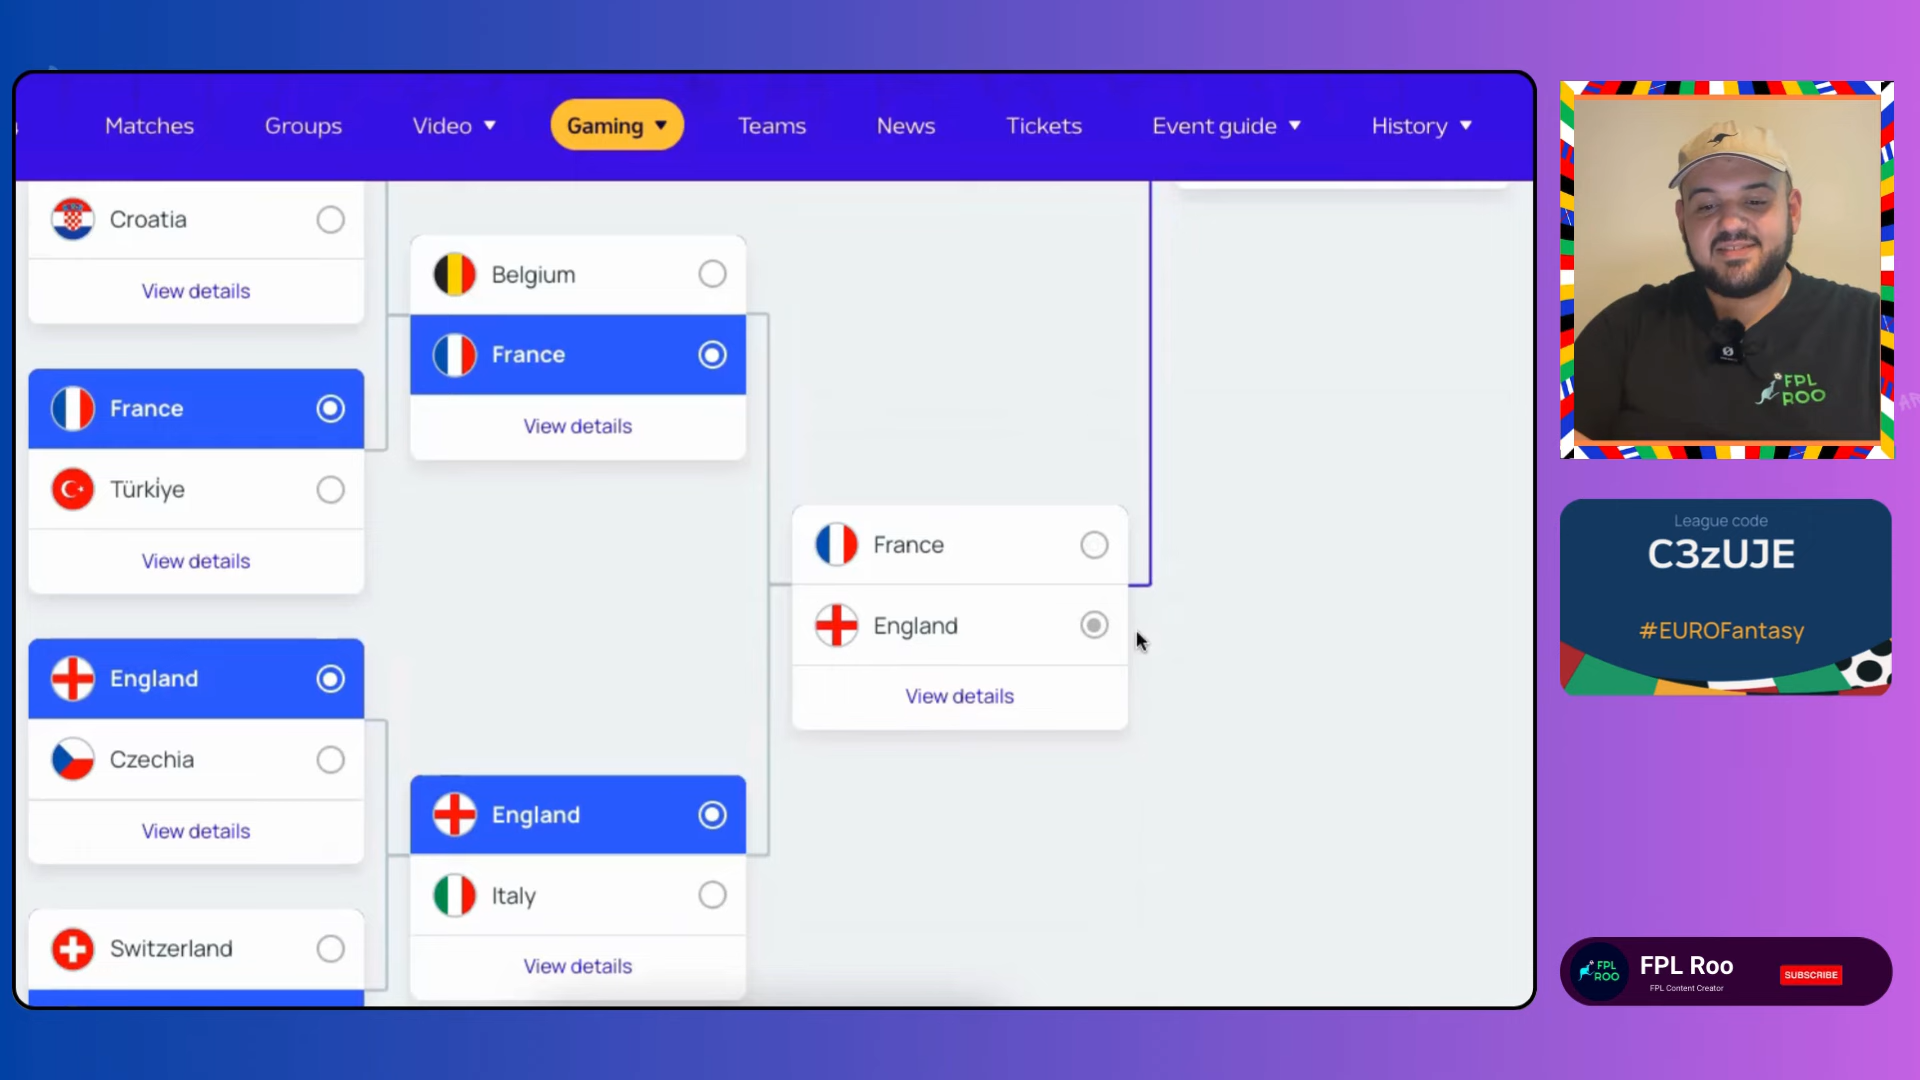 Matches
Groups
Video
Gaming
Teams
News
Tickets
Event guide
History
Croatia
View details
France
Türki̇ye
View details
England
Czechia
View details
Switzerland
Belgium
France
View details
England
Italy
View details
France
England
View details
FPL
ROO
League code
C3zUJE
#EUROFantasy
FPL
ROO
FPL Roo
FPL Content Creator
SUBSCRIBE